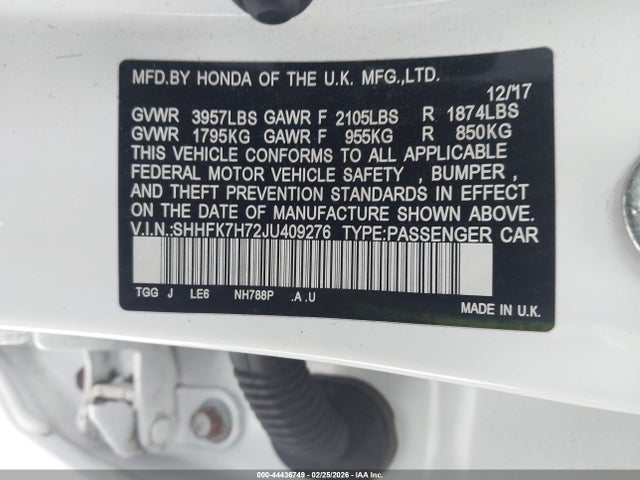 MFD.BY HONDA OF THE U.K. MFG.,LTD.
12/17
GVWR 3957LBS GAWR F 2105LBS R 1874LBS
GVWR 1795KG GAWR F 955KG R 850KG
THIS VEHICLE CONFORMS TO ALL APPLICABLE
FEDERAL MOTOR VEHICLE SAFETY , BUMPER ,
AND THEFT PREVENTION STANDARDS IN EFFECT
ON THE DATE OF MANUFACTURE SHOWN ABOVE.
V.I.N.:SHHFK7H72JU409276 TYPE:PASSENGER CAR
TGG J LE6 NH788P .A .U
MADE IN U.K.
000-44436749 - 02/25/2026 - IAA Inc.